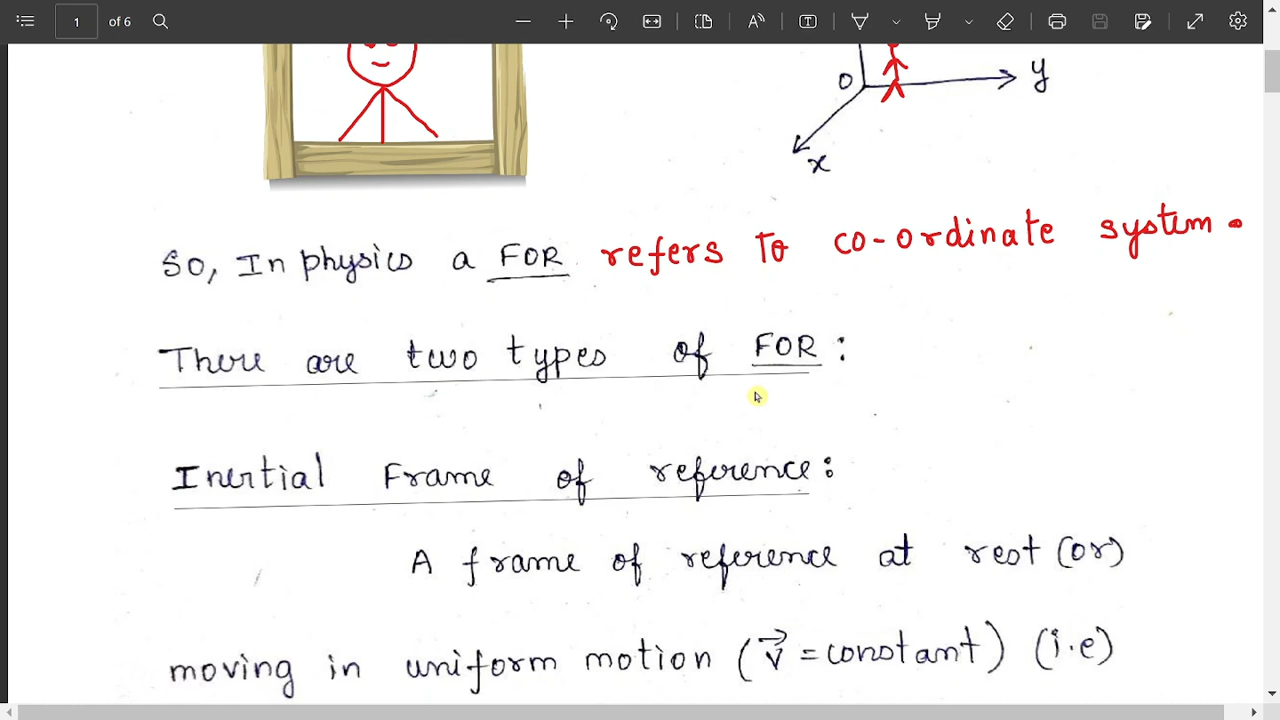 1 of 6
O y
x
So, In physics a FOR refers to co-ordinate system.
There are two types of FOR:
Inertial Frame of reference:
A frame of reference at rest (or)
moving in uniform motion (v⃗ = constant) (i.e)